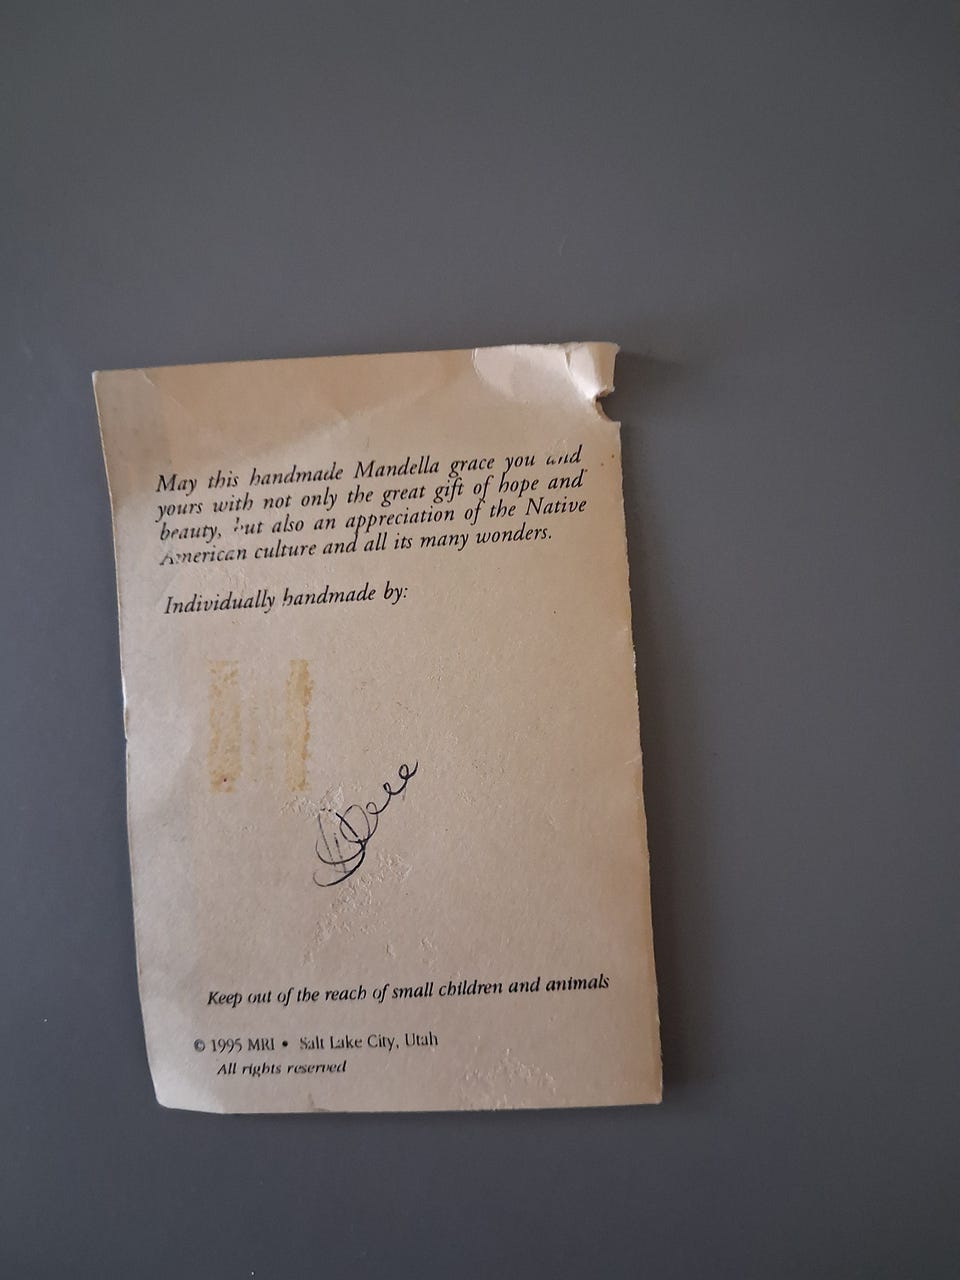 May this handmade Mandella grace you and
yours with not only the great gift of hope and
beauty, but also an appreciation of the Native
American culture and all its many wonders.
Individually handmade by:
Keep out of the reach of small children and animals
© 1995 MRI • Salt Lake City, Utah
All rights reserved